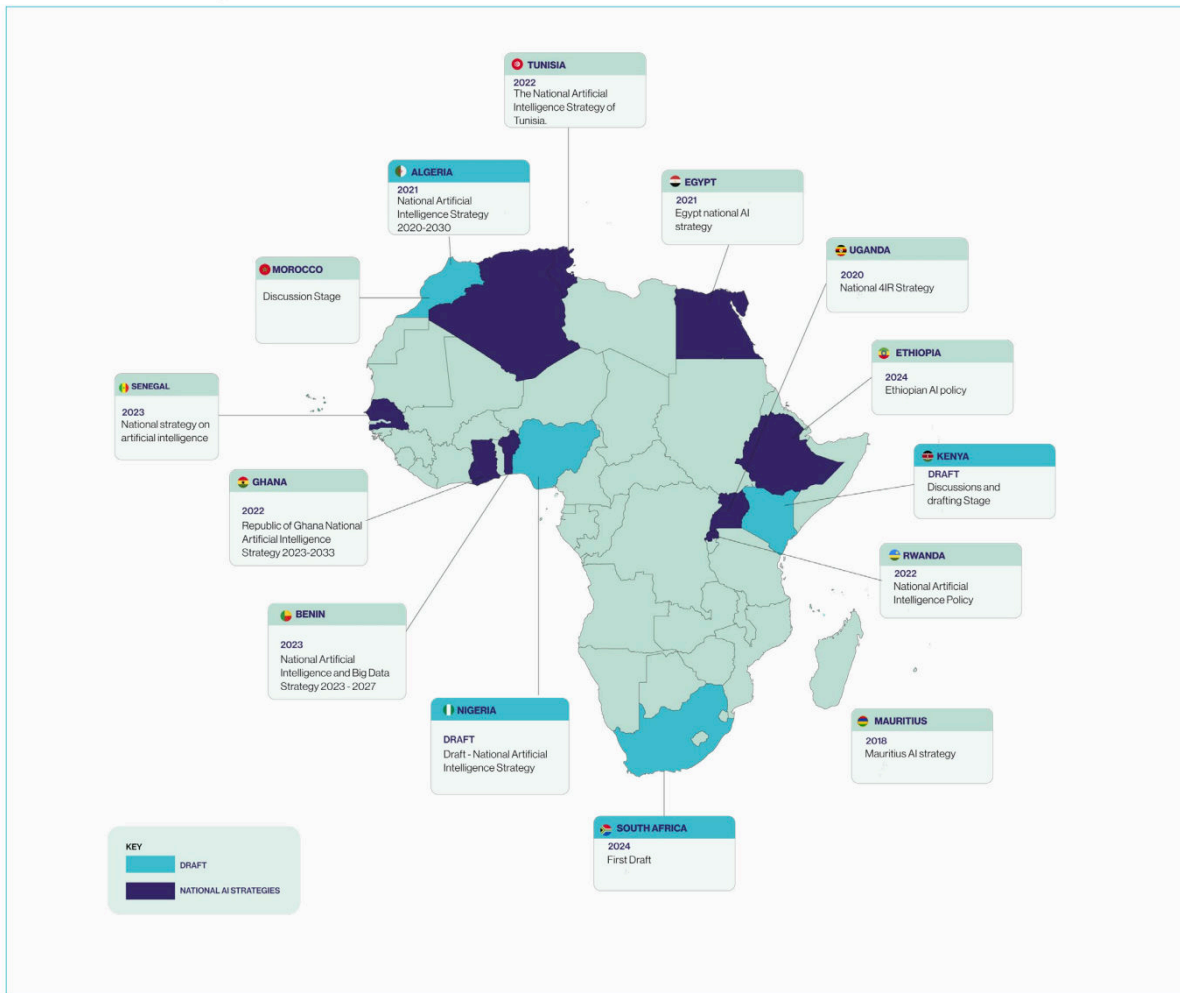 TUNISIA
2022
The National Artificial
Intelligence Strategy of
Tunisia.
ALGERIA
2021
National Artificial
Intelligence Strategy
2020-2030
EGYPT
2021
Egypt national AI
strategy
MOROCCO
Discussion Stage
UGANDA
2020
National 4IR Strategy
ETHIOPIA
2024
Ethiopian AI policy
SENEGAL
2023
National strategy on
artificial intelligence
KENYA
DRAFT
Discussions and
drafting Stage
GHANA
2022
Republic of Ghana National
Artificial Intelligence
Strategy 2023-2033
RWANDA
2022
National Artificial
Intelligence Policy
BENIN
2023
National Artificial
Intelligence and Big Data
Strategy 2023 - 2027
NIGERIA
DRAFT
Draft - National Artificial
Intelligence Strategy
MAURITIUS
2018
Mauritius AI strategy
SOUTH AFRICA
2024
First Draft
KEY
DRAFT
NATIONAL AI STRATEGIES